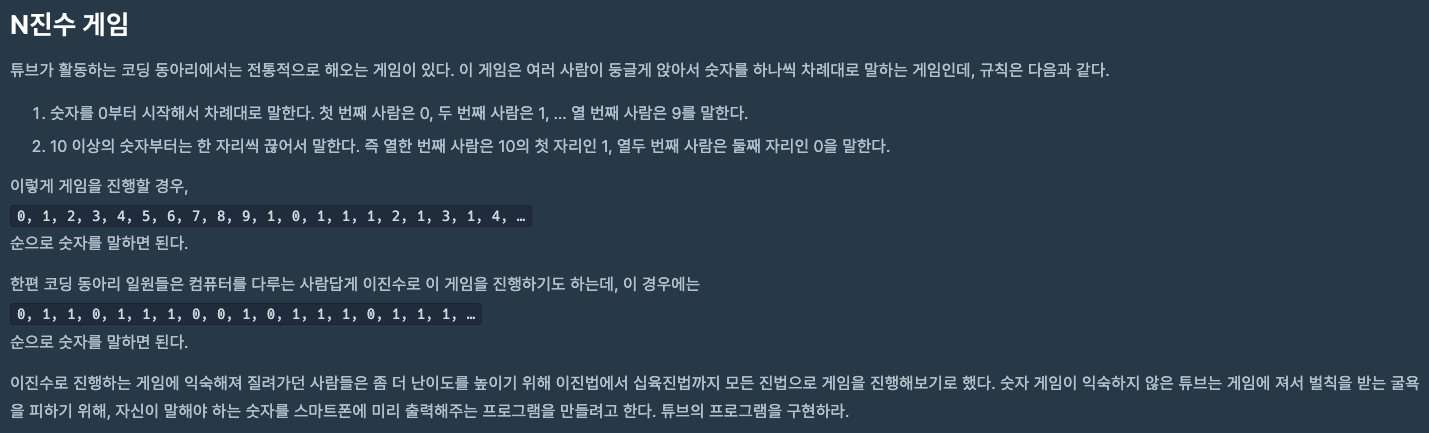 N진수 게임
튜브가 활동하는 코딩 동아리에서는 전통적으로 해오는 게임이 있다. 이 게임은 여러 사람이 둥글게 앉아서 숫자를 하나씩 차례대로 말하는 게임인데, 규칙은 다음과 같다.
1. 숫자를 0부터 시작해서 차례대로 말한다. 첫 번째 사람은 0, 두 번째 사람은 1, … 열 번째 사람은 9를 말한다.
2. 10 이상의 숫자부터는 한 자리씩 끊어서 말한다. 즉 열한 번째 사람은 10의 첫 자리인 1, 열두 번째 사람은 둘째 자리인 0을 말한다.
이렇게 게임을 진행할 경우,
0, 1, 2, 3, 4, 5, 6, 7, 8, 9, 1, 0, 1, 1, 1, 2, 1, 3, 1, 4, …
순으로 숫자를 말하면 된다.
한편 코딩 동아리 일원들은 컴퓨터를 다루는 사람답게 이진수로 이 게임을 진행하기도 하는데, 이 경우에는
0, 1, 1, 0, 1, 1, 1, 0, 0, 1, 0, 1, 1, 1, 0, 1, 1, 1, …
순으로 숫자를 말하면 된다.
이진수로 진행하는 게임에 익숙해져 질려가던 사람들은 좀 더 난이도를 높이기 위해 이진법에서 십육진법까지 모든 진법으로 게임을 진행해보기로 했다. 숫자 게임이 익숙하지 않은 튜브는 게임에 져서 벌칙을 받는 굴욕
을 피하기 위해, 자신이 말해야 하는 숫자를 스마트폰에 미리 출력해주는 프로그램을 만들려고 한다. 튜브의 프로그램을 구현하라.